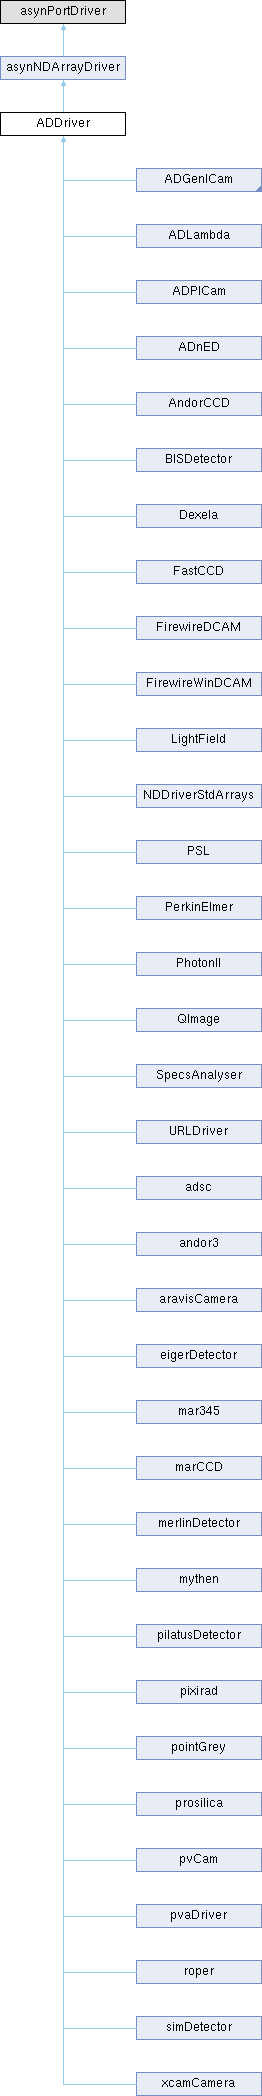 asynPortDriver
asynNDArrayDriver
ADDriver
ADGenICam
ADLambda
ADPICam
ADnED
AndorCCD
BISDetector
Dexela
FastCCD
FirewireDCAM
FirewireWinDCAM
LightField
NDDriverStdArrays
PSL
PerkinElmer
PhotonII
QImage
SpecsAnalyser
URLDriver
adsc
andor3
aravisCamera
eigerDetector
mar345
marCCD
merlinDetector
mythen
pilatusDetector
pixirad
pointGrey
prosilica
pvCam
pvaDriver
roper
simDetector
xcamCamera